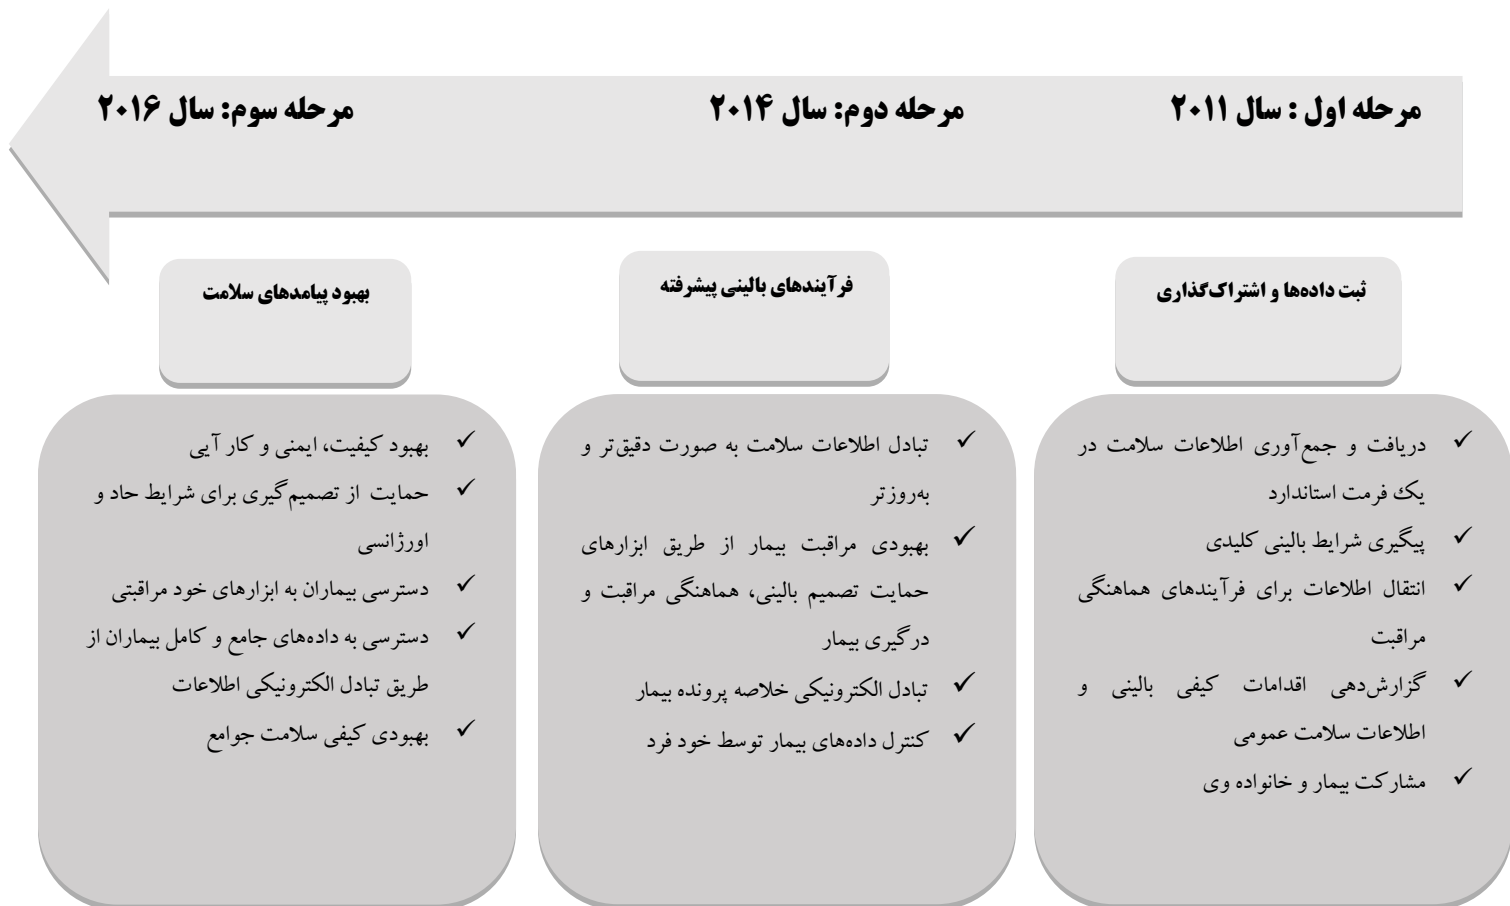 مرحله اول : سال ۲۰۱۱
مرحله دوم: سال ۲۰۱۴
مرحله سوم: سال ۲۰۱۶
ثبت داده‌ها و اشتراک‌گذاری
دریافت و جمع‌آوری اطلاعات سلامت در
یک فرمت استاندارد
پیگیری شرایط بالینی کلیدی
انتقال اطلاعات برای فرآیندهای هماهنگی
مراقبت
گزارش‌دهی اقدامات کیفی بالینی و
اطلاعات سلامت عمومی
مشارکت بیمار و خانواده وی
فرآیندهای بالینی پیشرفته
تبادل اطلاعات سلامت به صورت دقیق‌تر و
به‌روزتر
بهبودی مراقبت بیمار از طریق ابزارهای
حمایت تصمیم بالینی، هماهنگی مراقبت و
درگیری بیمار
تبادل الکترونیکی خلاصه پرونده بیمار
کنترل داده‌های بیمار توسط خود فرد
بهبود پیامدهای سلامت
بهبود کیفیت، ایمنی و کار آیی
حمایت از تصمیم‌گیری برای شرایط حاد و
اورژانسی
دسترسی بیماران به ابزارهای خود مراقبتی
دسترسی به داده‌های جامع و کامل بیماران از
طریق تبادل الکترونیکی اطلاعات
بهبودی کیفی سلامت جوامع